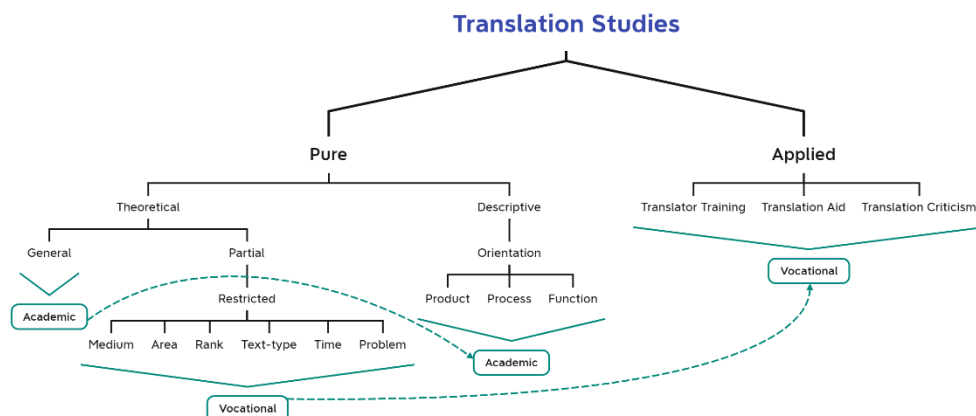 Translation Studies
Pure
Applied
Theoretical
Descriptive
Translator Training
Translation Aid
Translation Criticism
General
Partial
Orientation
Vocational
Restricted
Product
Process
Function
Academic
Medium
Area
Rank
Text-type
Time
Problem
Academic
Vocational